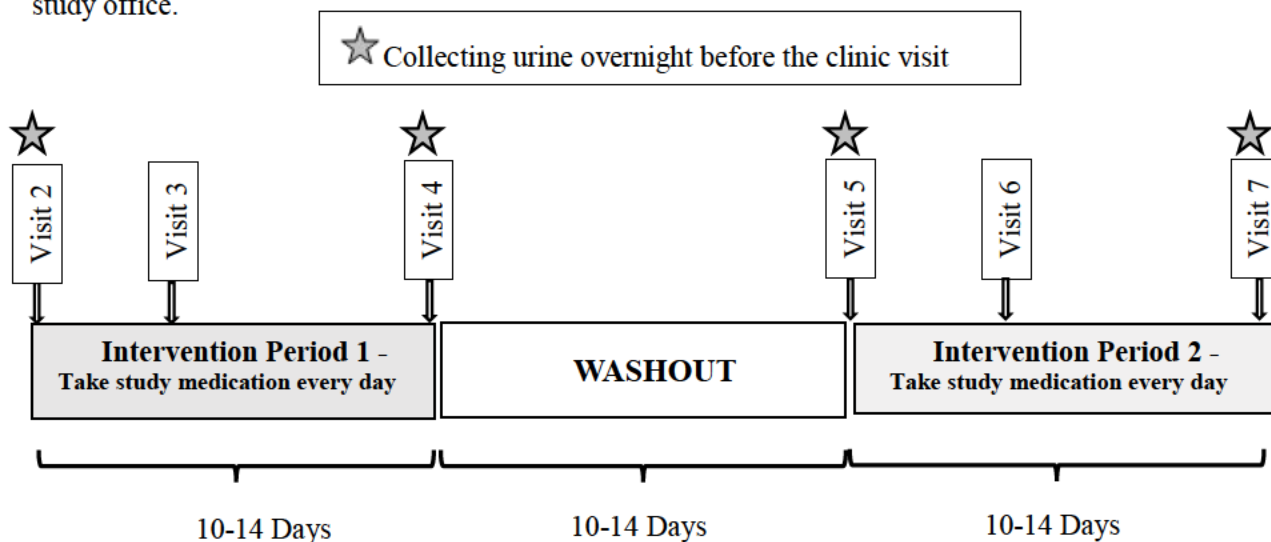 study office.
Collecting urine overnight before the clinic visit
Visit 2
Visit 3
Visit 4
Visit 5
Visit 6
Visit 7
Intervention Period 1 -
Take study medication every day
WASHOUT
Intervention Period 2 -
Take study medication every day
10-14 Days
10-14 Days
10-14 Days